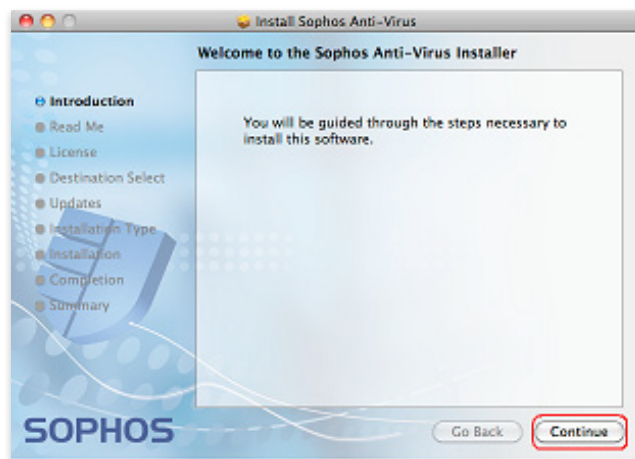 Install Sophos Anti-Virus
Welcome to the Sophos Anti-Virus Installer
Introduction
Read Me
License
Destination Select
Updates
Installation Type
Installation
Completion
Summary
You will be guided through the steps necessary to
install this software.
SOPHOS
Go Back
Continue